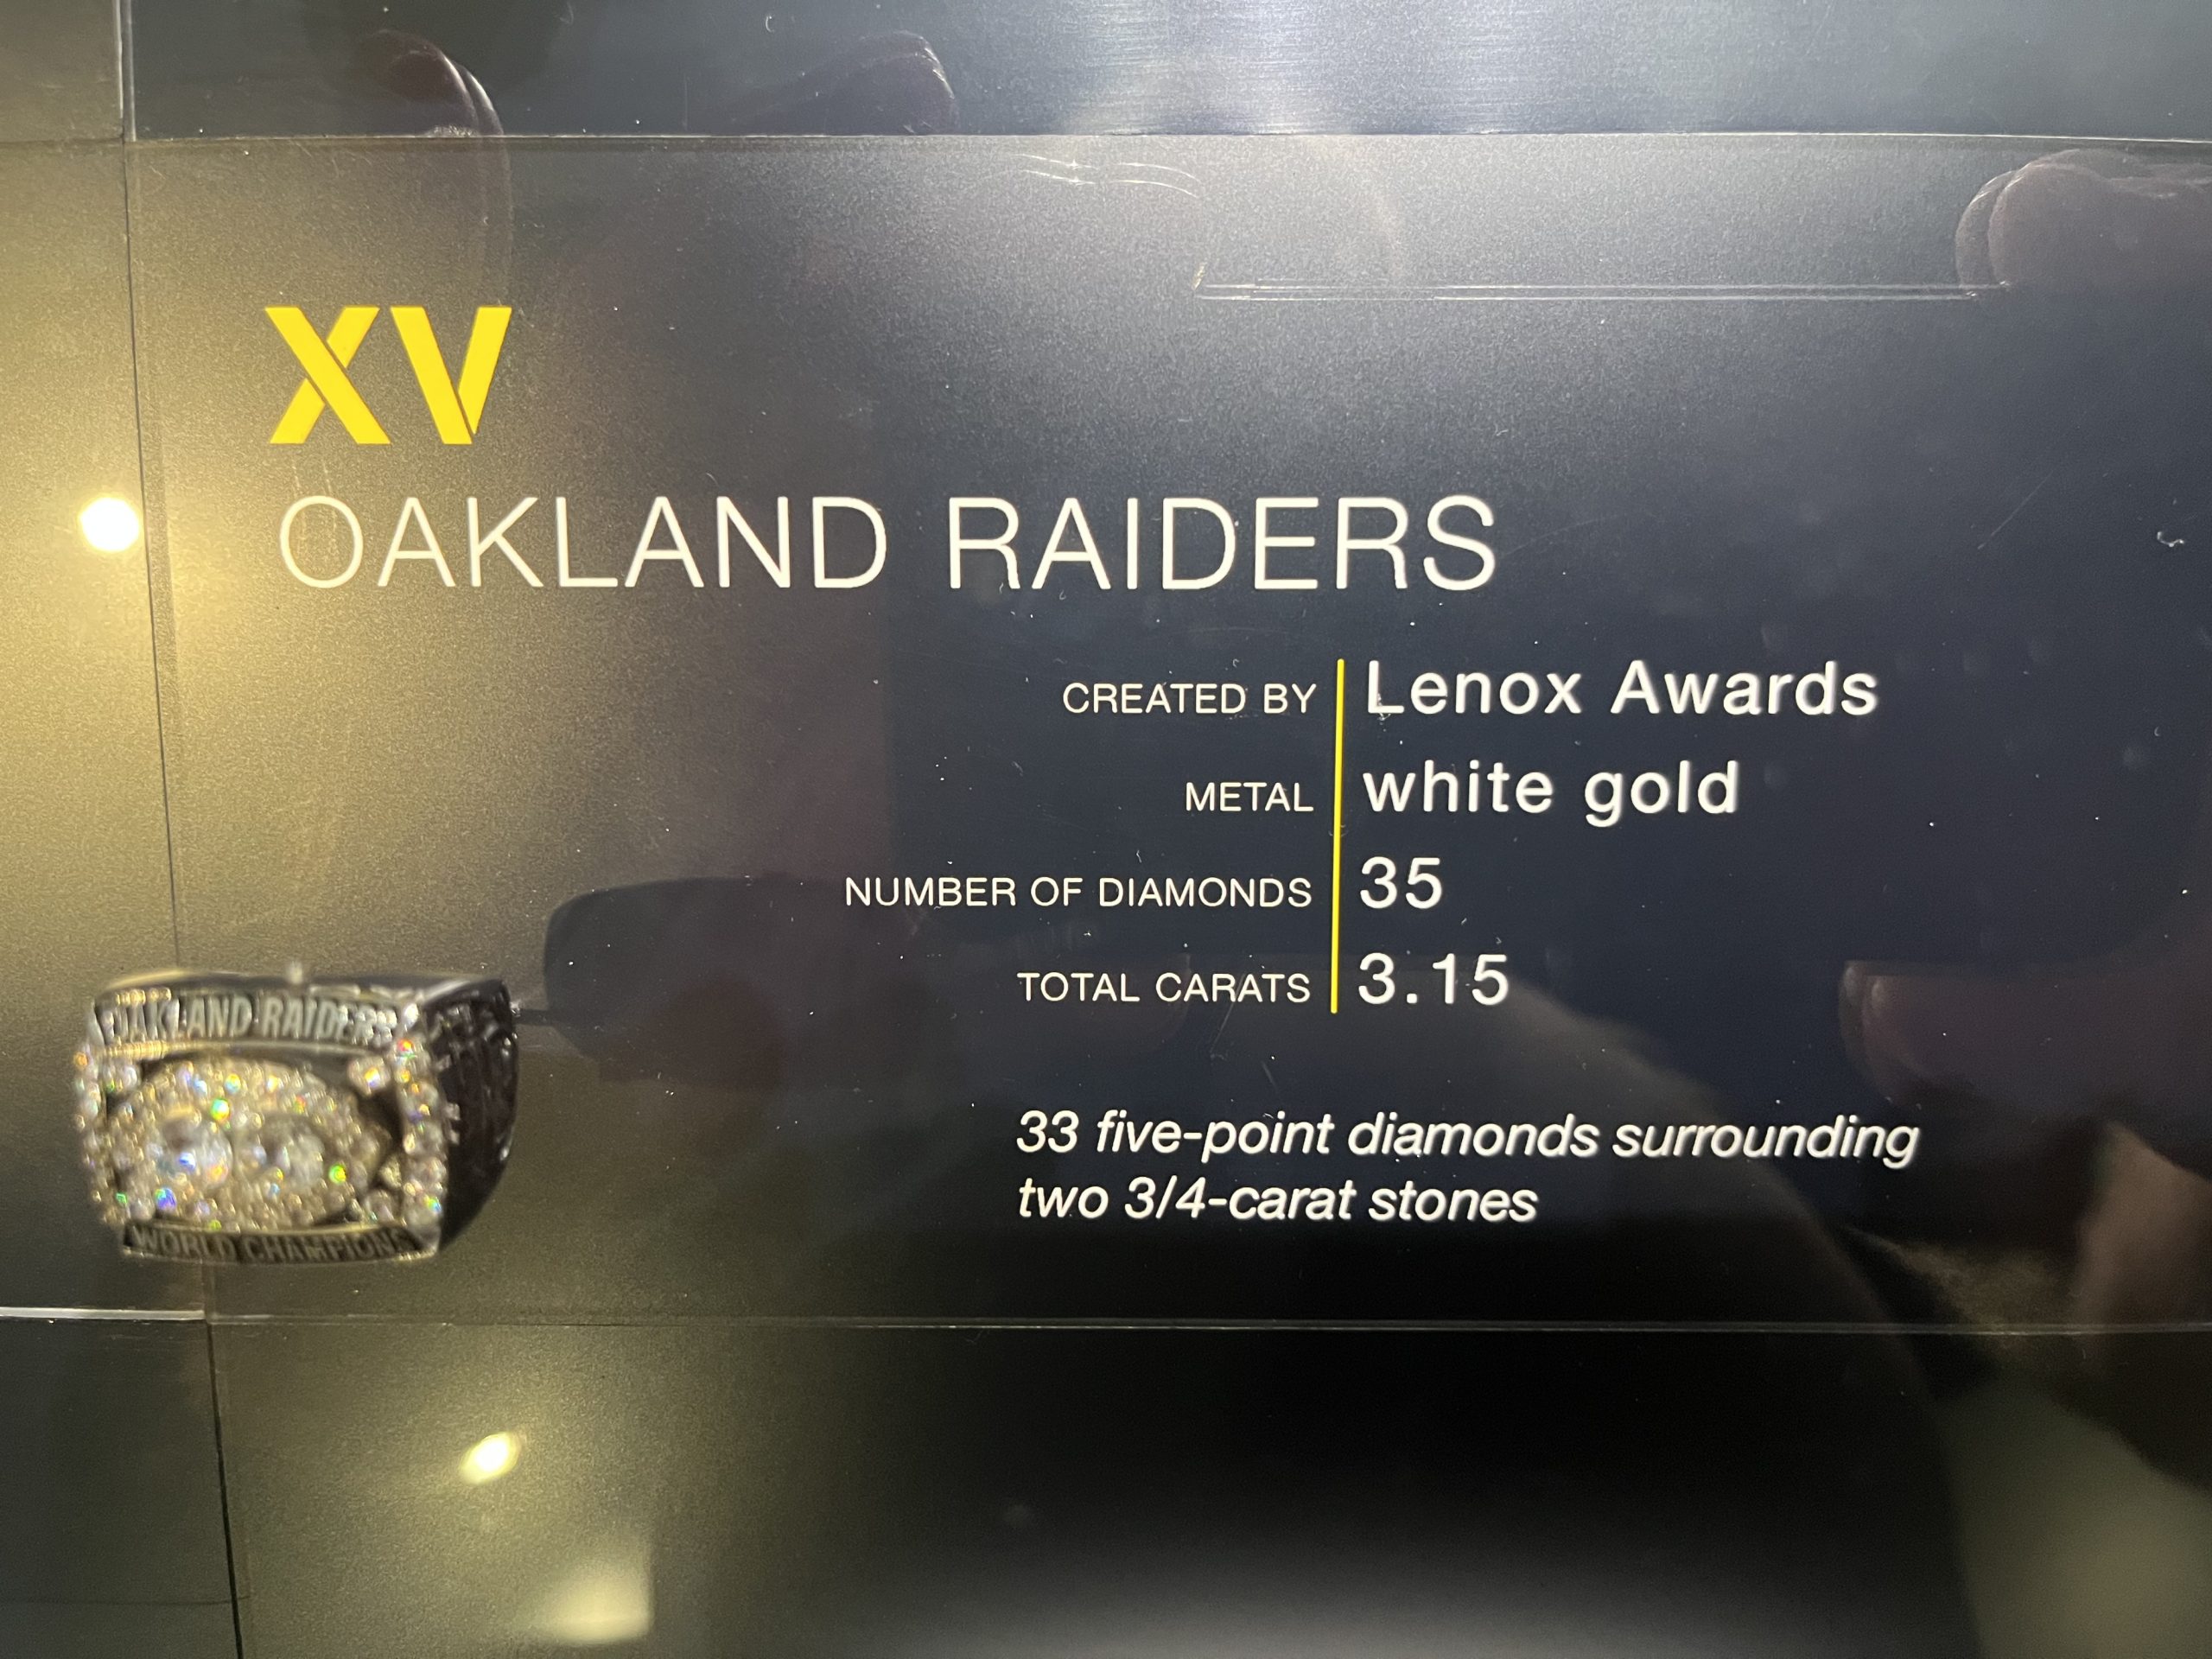 XV
OAKLAND RAIDERS
CREATED BY Lenox Awards
METAL white gold
NUMBER OF DIAMONDS 35
TOTAL CARATS 3.15
33 five-point diamonds surrounding
two 3/4-carat stones
OAKLAND RAIDERS
WORLD CHAMPIONS